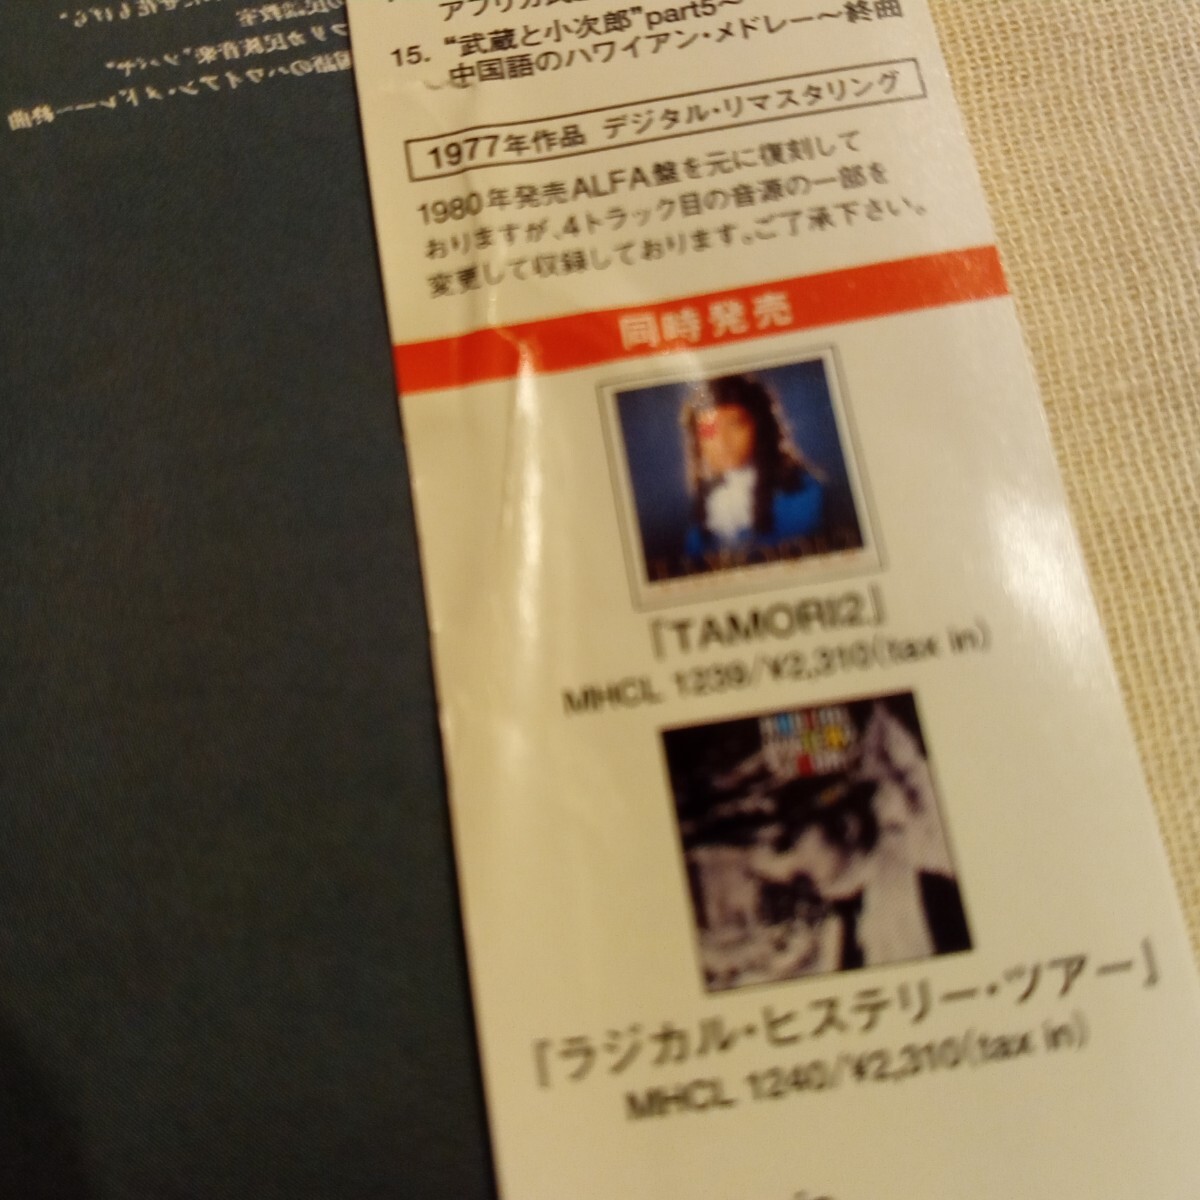 15. “武蔵と小次郎”part5〜
中国語のハワイアン・メドレー〜終曲
1977年作品 デジタル・リマスタリング
1980年発売ALFA盤を元に復刻して
おりますが、4トラック目の音源の一部を
変更して収録しております。ご了承下さい。
同時発売
『TAMORI2』
MHCL 1239/¥2,310(tax in)
『ラジカル・ヒステリー・ツアー』
MHCL 1240/¥2,310(tax in)